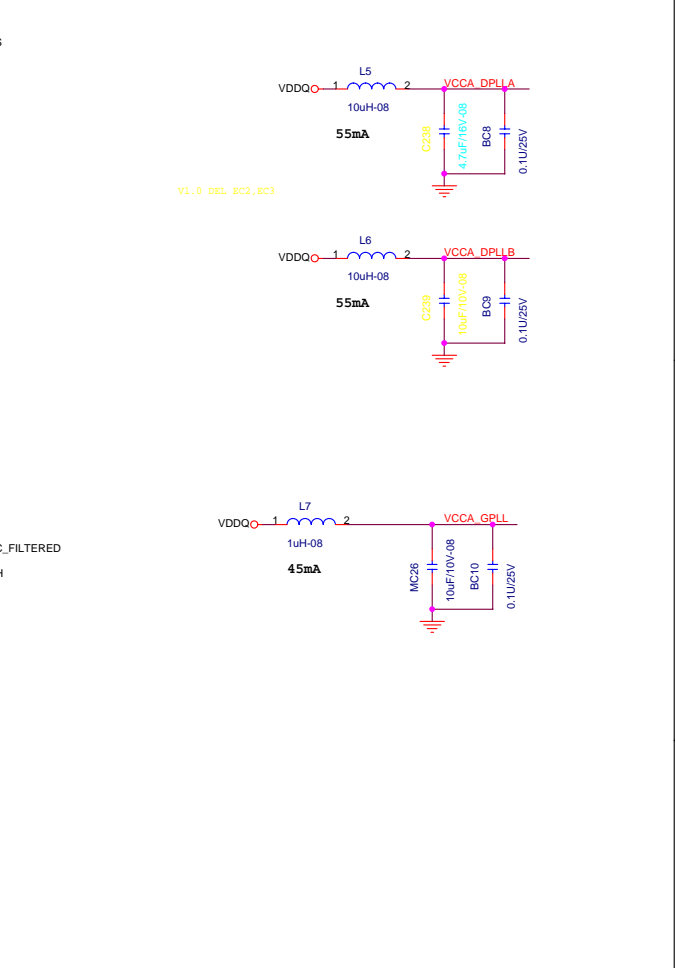 S
L5
VDDQ
1
2
VCCA_DPLLA
10uH-08
55mA
C238
4.7uF/16V-08
BC8
0.1U/25V
L6
VDDQ
1
2
VCCA_DPLLB
10uH-08
55mA
C239
10uF/10V-08
BC9
0.1U/25V
L7
VDDQ
1
2
VCCA_GPLL
1uH-08
45mA
MC26
10uF/10V-08
BC10
0.1U/25V
C_FILTERED
H